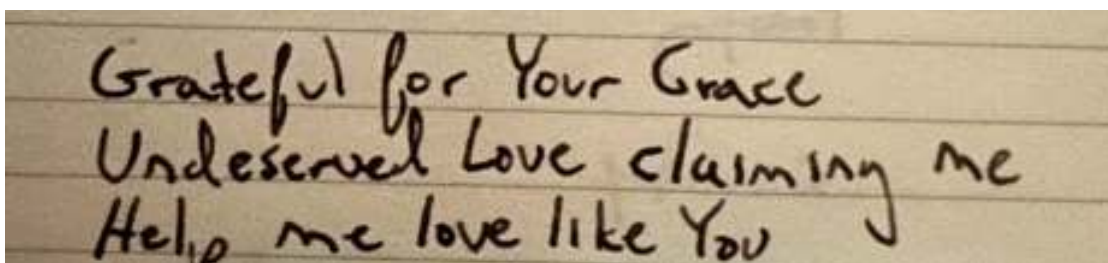 Grateful for Your Grace
Undeserved Love claiming me
Help me love like You